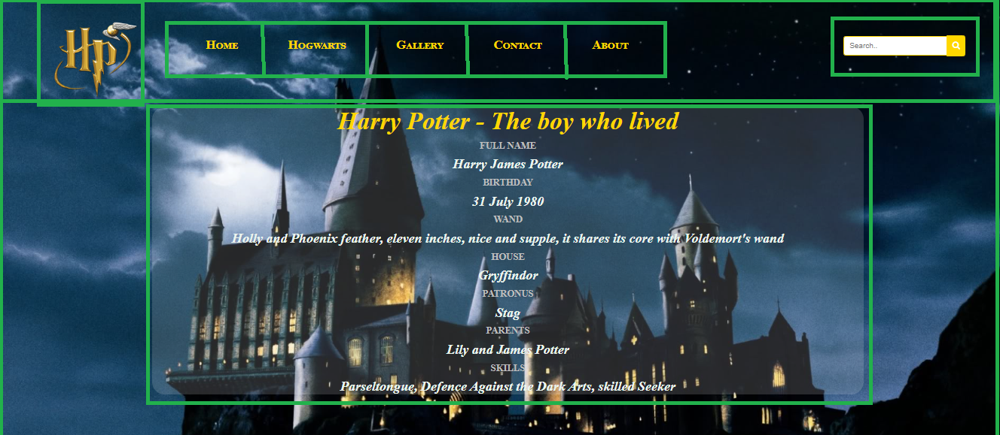 Hp
Home Hogwarts Gallery Contact About Search..
Harry Potter - The boy who lived
FULL NAME
Harry James Potter
BIRTHDAY
31 July 1980
WAND
Holly and Phoenix feather, eleven inches, nice and supple, it shares its core with Voldemort's wand
HOUSE
Gryffindor
PATRONUS
Stag
PARENTS
Lily and James Potter
SKILLS
Parseltongue, Defence Against the Dark Arts, skilled Seeker